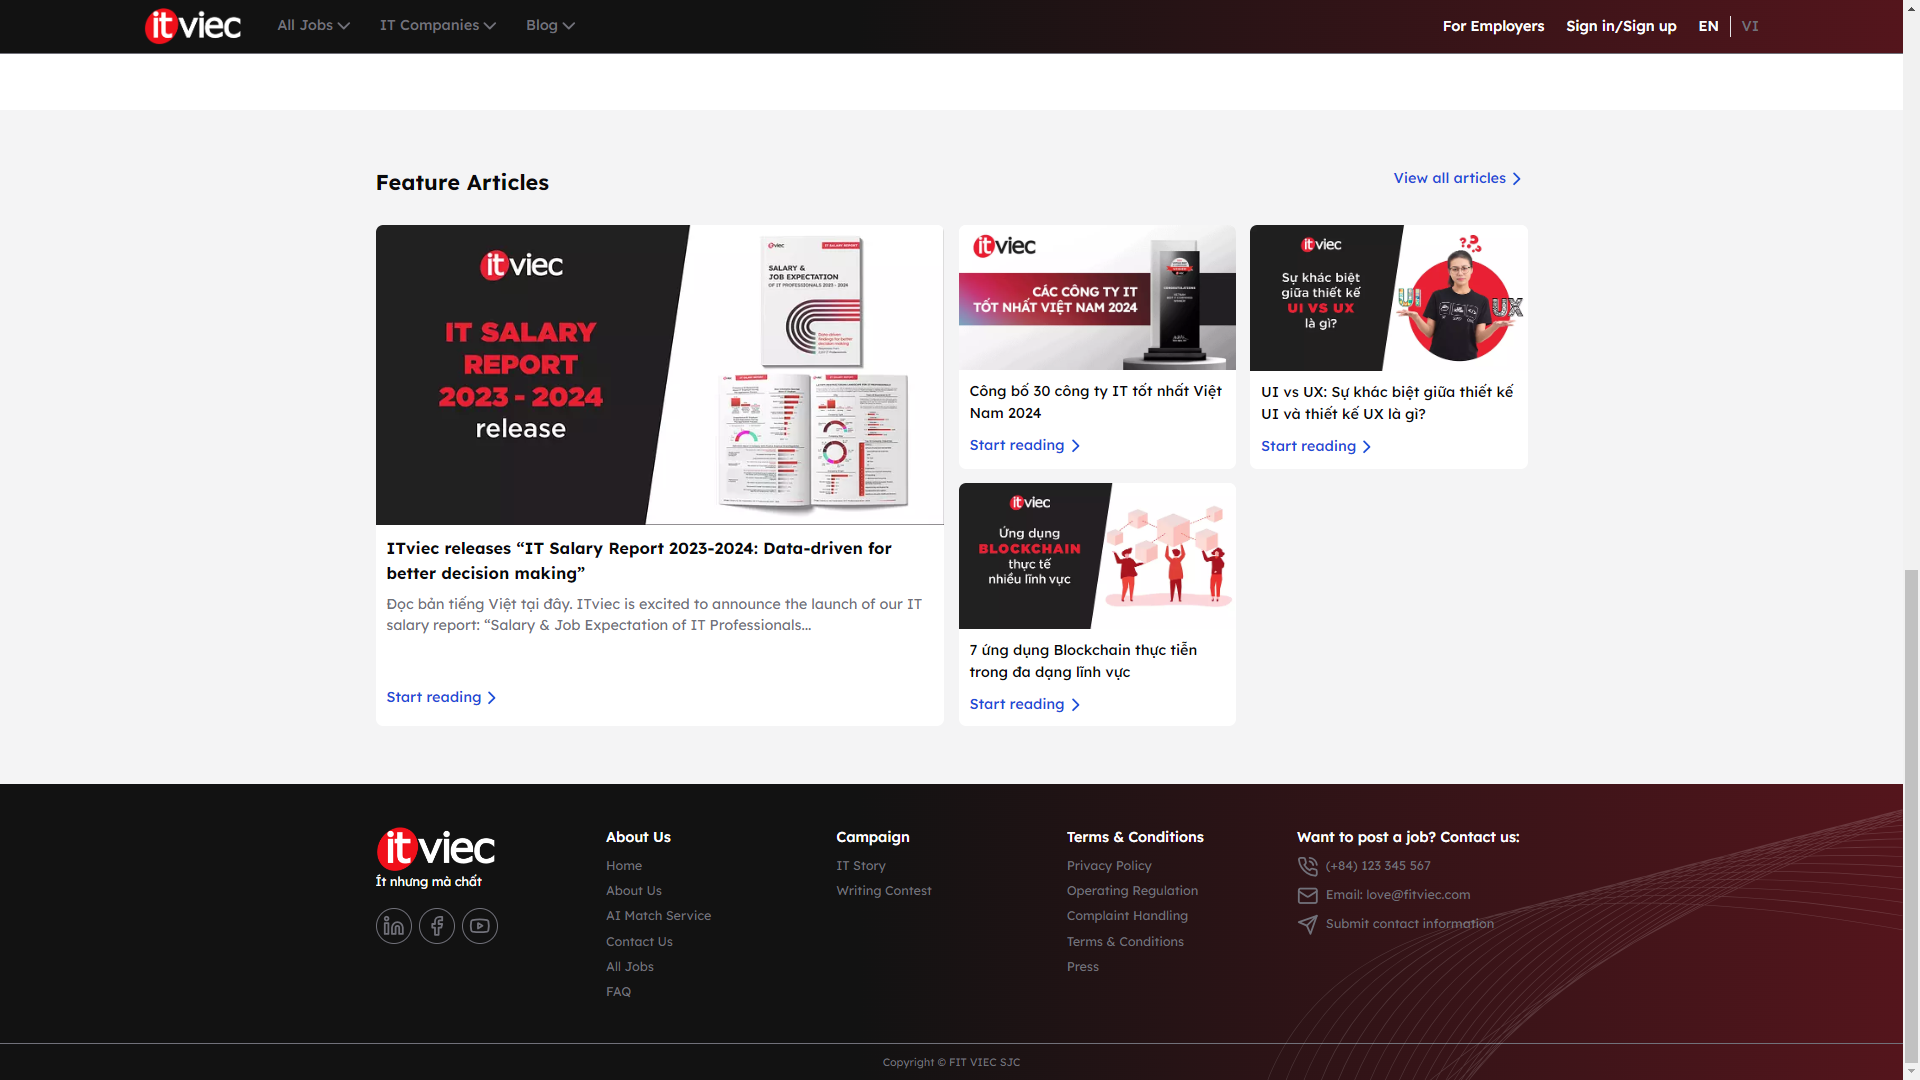 itviec
All Jobs
IT Companies
Blog
For Employers
Sign in/Sign up
EN
VI
Feature Articles
View all articles
itviec
IT SALARY
REPORT
2023 - 2024
release
SALARY &
JOB EXPECTATION
OF IT PROFESSIONALS 2023 - 2024
ITviec releases “IT Salary Report 2023-2024: Data-driven for
better decision making”
Đọc bản tiếng Việt tại đây. ITviec is excited to announce the launch of our IT
salary report: “Salary & Job Expectation of IT Professionals...
Start reading
itviec
CÁC CÔNG TY IT
TỐT NHẤT VIỆT NAM 2024
Công bố 30 công ty IT tốt nhất Việt
Nam 2024
Start reading
itviec
Sự khác biệt
giữa thiết kế
UI VS UX
là gì?
UI
UX
UI vs UX: Sự khác biệt giữa thiết kế
UI và thiết kế UX là gì?
Start reading
itviec
Ứng dụng
BLOCKCHAIN
thực tế
nhiều lĩnh vực
7 ứng dụng Blockchain thực tiễn
trong đa dạng lĩnh vực
Start reading
itviec
Ít nhưng mà chất
About Us
Home
About Us
AI Match Service
Contact Us
All Jobs
FAQ
Campaign
IT Story
Writing Contest
Terms & Conditions
Privacy Policy
Operating Regulation
Complaint Handling
Terms & Conditions
Press
Want to post a job? Contact us:
(+84) 123 345 567
Email: love@fitviec.com
Submit contact information
Copyright © FIT VIEC SJC